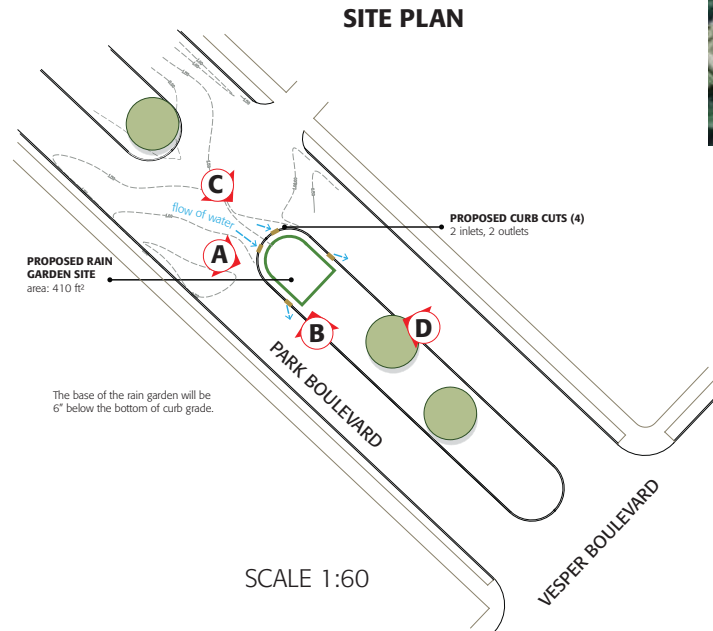 SITE PLAN
C
flow of water
PROPOSED CURB CUTS (4)
2 inlets, 2 outlets
A
PROPOSED RAIN
GARDEN SITE
area: 410 ft²
B
D
PARK BOULEVARD
The base of the rain garden will be
6" below the bottom of curb grade.
SCALE 1:60
VESPER BOULEVARD